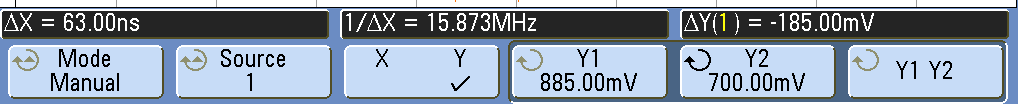 ΔX = 63.00ns 1/ΔX = 15.873MHz ΔY(1) = -185.00mV
Mode Source X Y Y1 Y2 Y1 Y2
Manual 1 ✓ 885.00mV 700.00mV